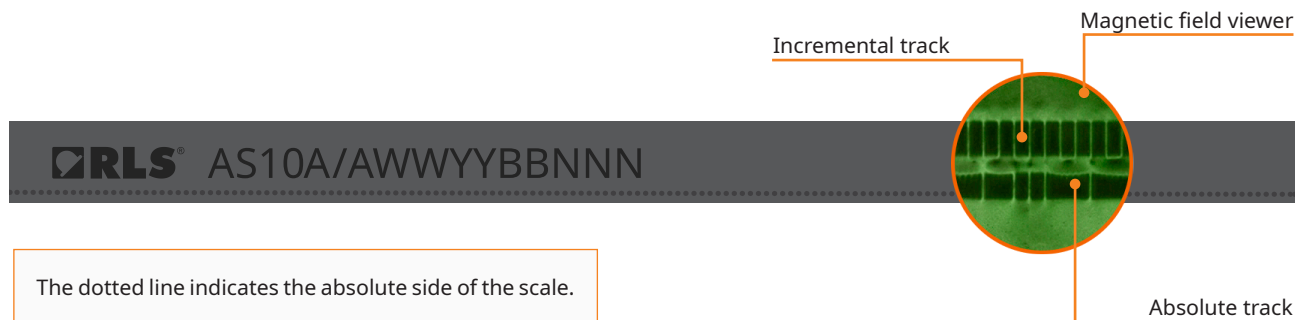 Magnetic field viewer
Incremental track
RLS® AS10A/AWWYYBBNNN
The dotted line indicates the absolute side of the scale.
Absolute track